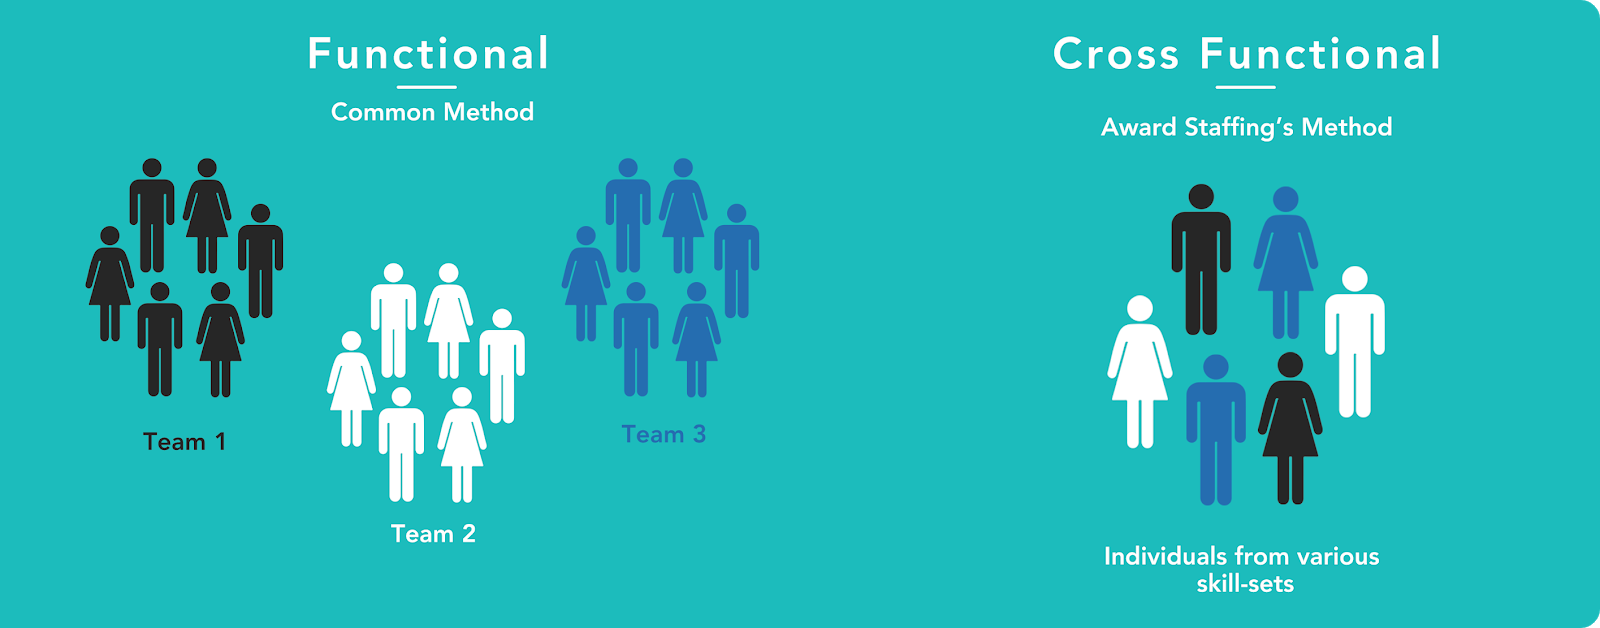 Functional
Common Method
Team 1
Team 2
Team 3
Cross Functional
Award Staffing’s Method
Individuals from various
skill-sets